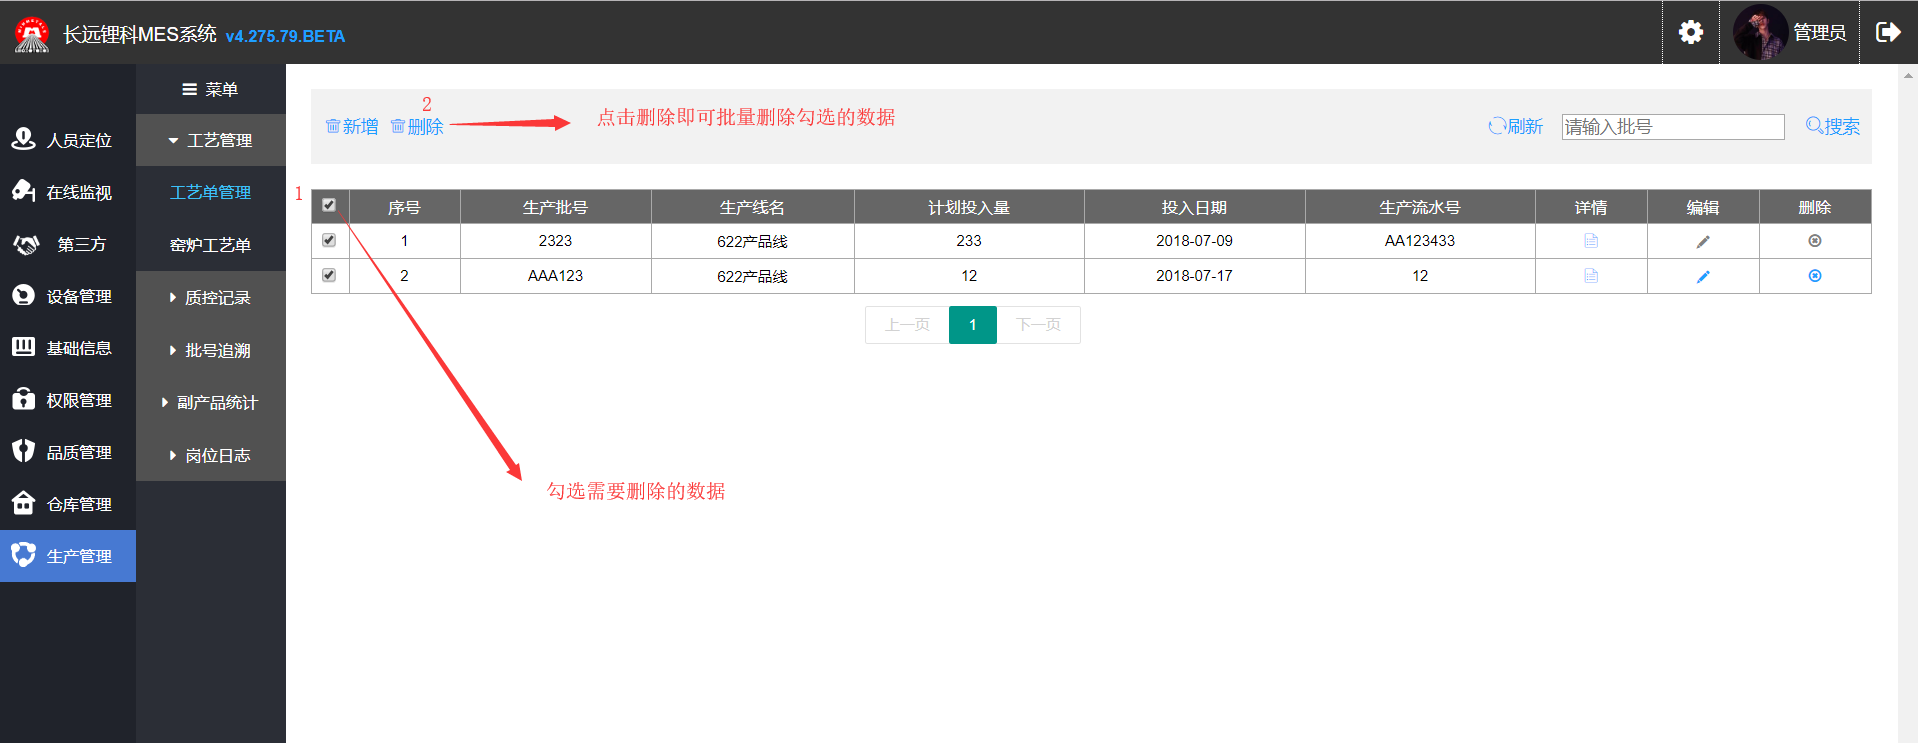 长远锂科MES系统 v4.275.79.BETA
管理员
人员定位
在线监视
第三方
设备管理
基础信息
权限管理
品质管理
仓库管理
生产管理
菜单
工艺管理
工艺单管理
窑炉工艺单
质控记录
批号追溯
副产品统计
岗位日志
2
新增 删除 点击删除即可批量删除勾选的数据 刷新 请输入批号 搜索
1
序号 生产批号 生产线名 计划投入量 投入日期 生产流水号 详情 编辑 删除
1 2323 622产品线 233 2018-07-09 AA123433
2 AAA123 622产品线 12 2018-07-17 12
上一页 1 下一页
勾选需要删除的数据